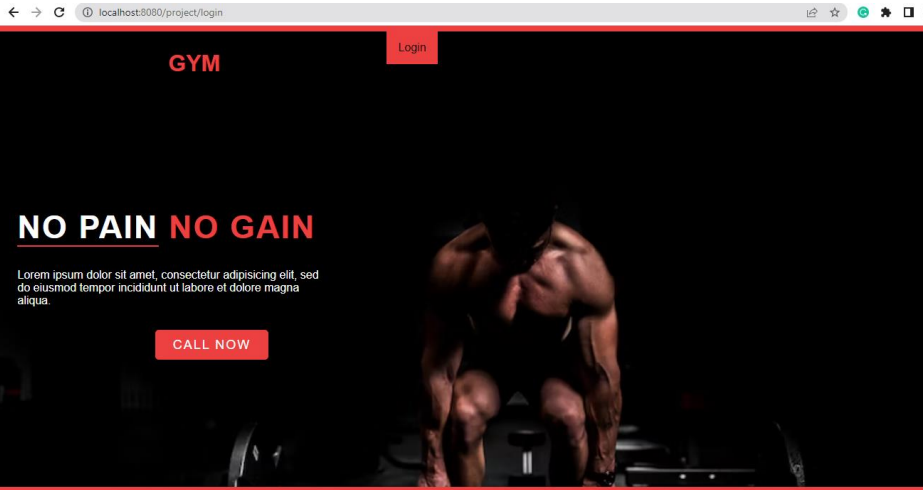 localhost:8080/project/login
GYM
Login
NO PAIN NO GAIN
Lorem ipsum dolor sit amet, consectetur adipisicing elit, sed
do eiusmod tempor incididunt ut labore et dolore magna
aliqua.
CALL NOW